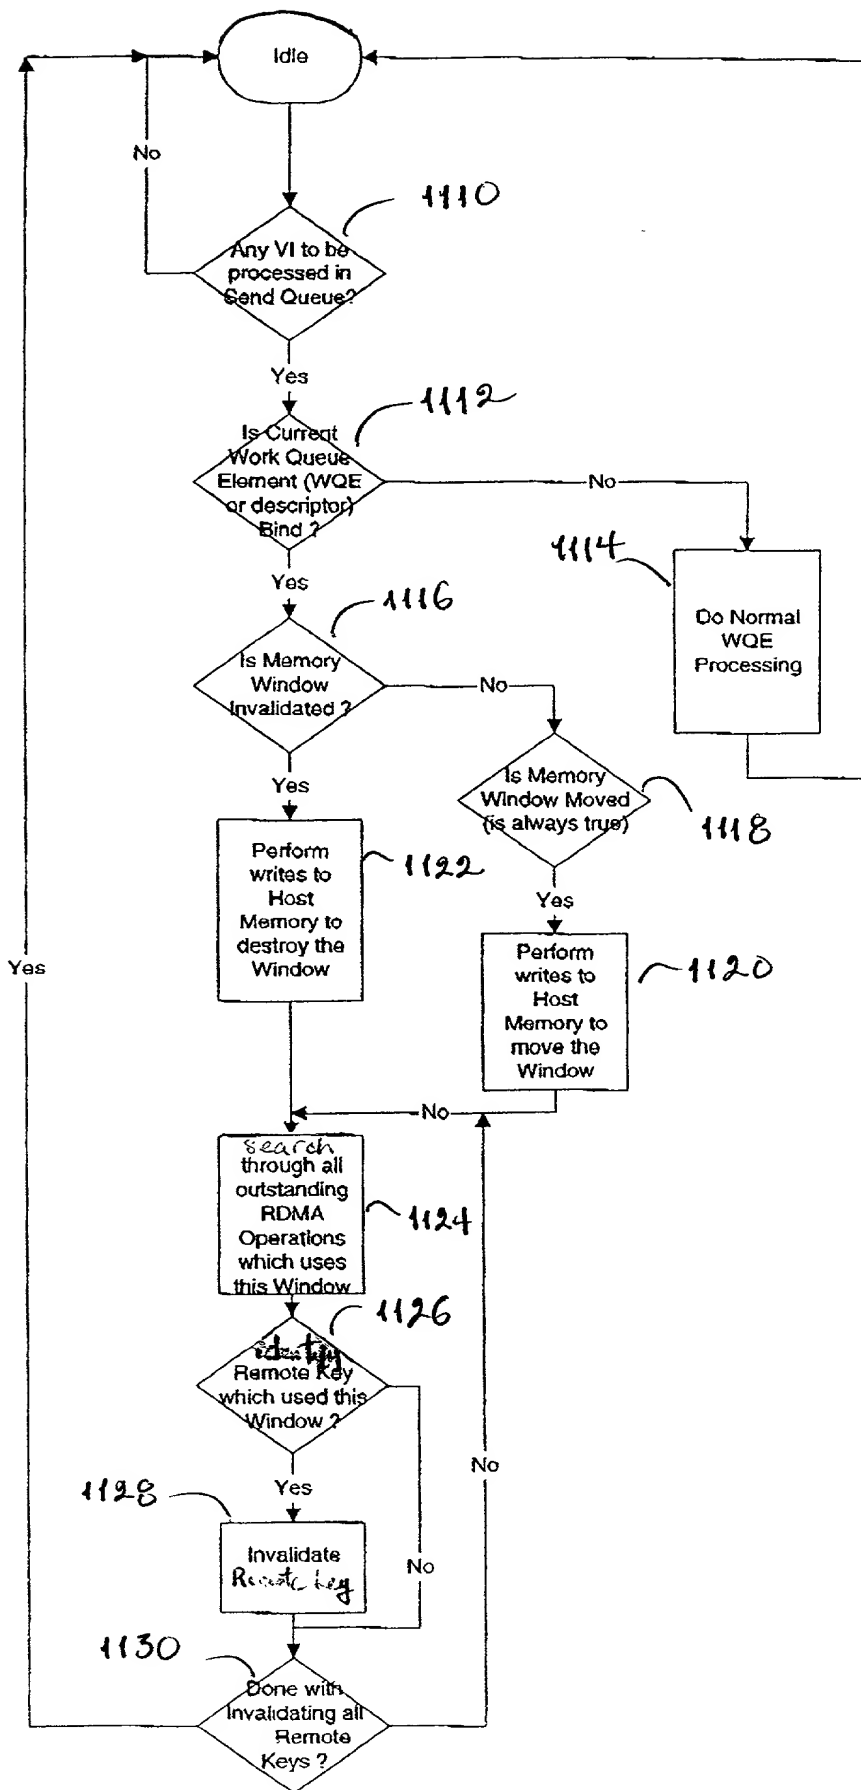 Idle
No
1110
Any VI to be
processed in
Send Queue?
Yes
1112
Is Current
Work Queue
Element (WQE
or descriptor)
Bind ?
No
Yes
1114
Do Normal
WQE
Processing
1116
Is Memory
Window
Invalidated ?
No
Yes
Is Memory
Window Moved
(is always true)
1118
Perform
writes to
Host
Memory to
destroy the
Window
1122
Yes
Perform
writes to
Host
Memory to
move the
Window
1120
Yes
No
search
through all
outstanding
RDMA
Operations
which uses
this Window
1124
1126
identify
Remote Key
which used this
Window ?
No
Yes
1128
Invalidate
Remote key
No
1130
Done with
Invalidating all
Remote
Keys ?